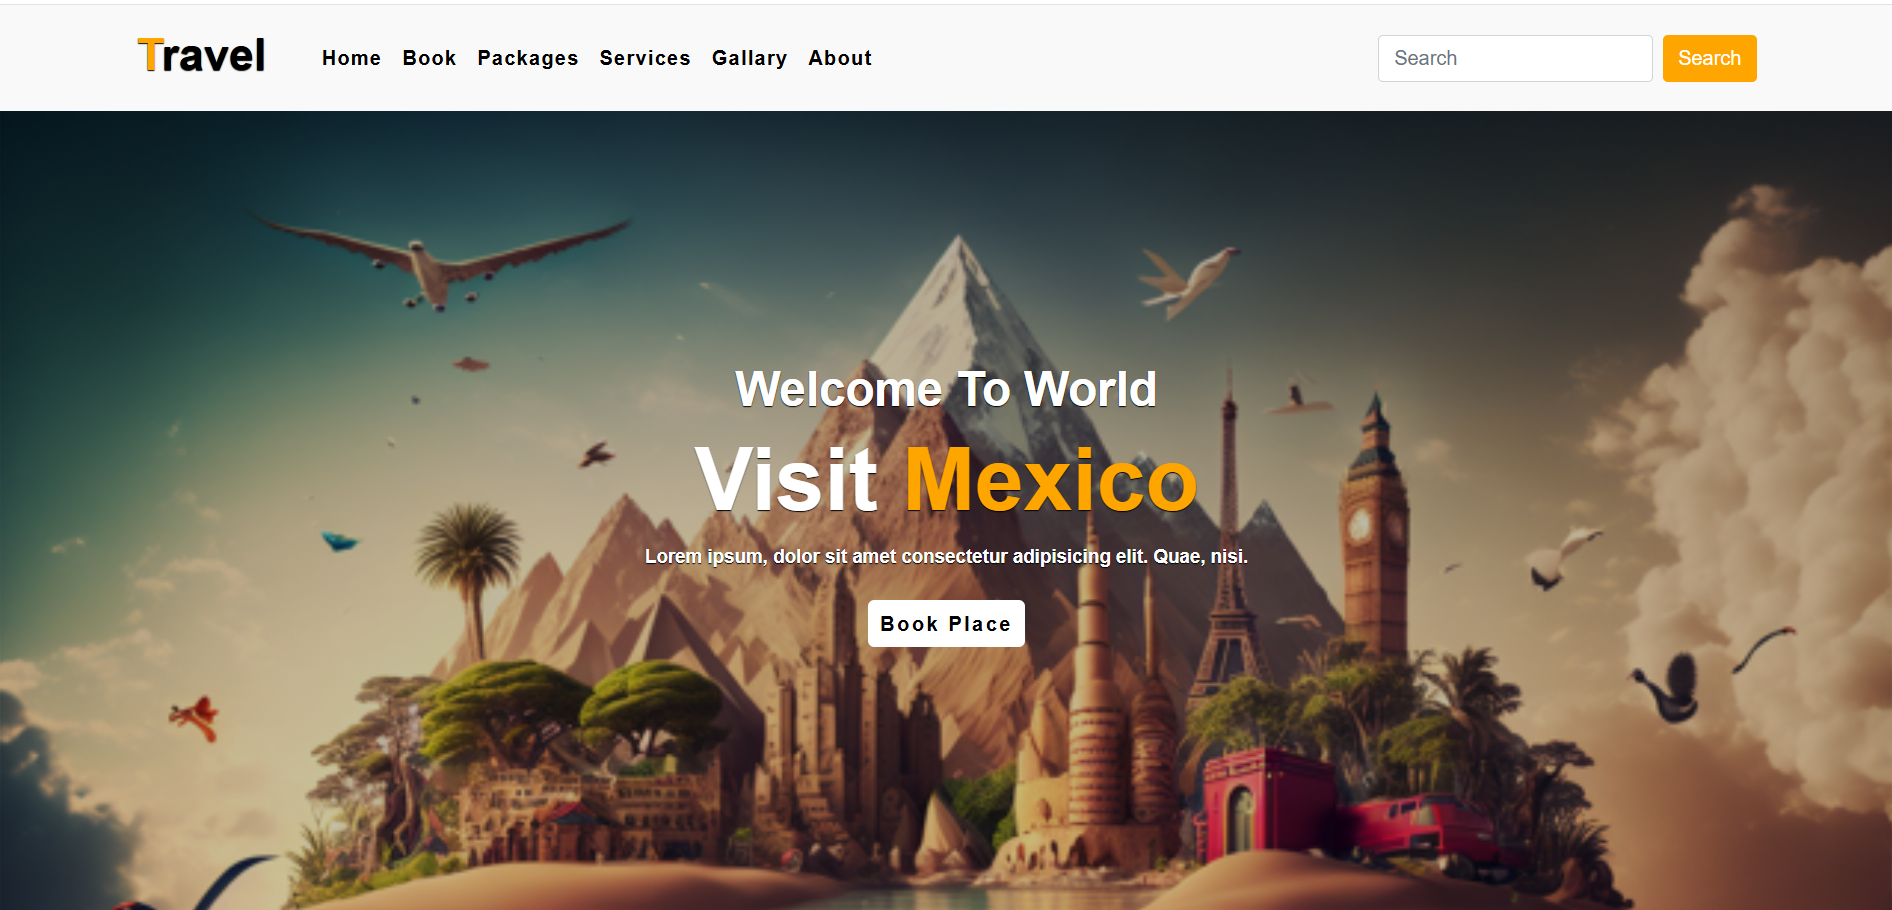 Travel
Home Book Packages Services Gallary About
Search Search
Welcome To World
Visit Mexico
Lorem ipsum, dolor sit amet consectetur adipisicing elit. Quae, nisi.
Book Place